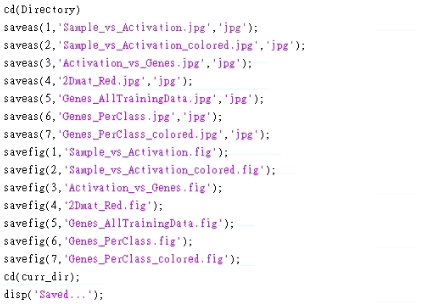 cd(Directory)
saveas(1,'Sample_vs_Activation.jpg','jpg');
saveas(2,'Sample_vs_Activation_colored.jpg','jpg');
saveas(3,'Activation_vs_Genes.jpg','jpg');
saveas(4,'2Dmat_Red.jpg','jpg');
saveas(5,'Genes_AllTrainingData.jpg','jpg');
saveas(6,'Genes_PerClass.jpg','jpg');
saveas(7,'Genes_PerClass_colored.jpg','jpg');
savefig(1,'Sample_vs_Activation.fig');
savefig(2,'Sample_vs_Activation_colored.fig');
savefig(3,'Activation_vs_Genes.fig');
savefig(4,'2Dmat_Red.fig');
savefig(5,'Genes_AllTrainingData.fig');
savefig(6,'Genes_PerClass.fig');
savefig(7,'Genes_PerClass_colored.fig');
cd(curr_dir);
disp('Saved...');